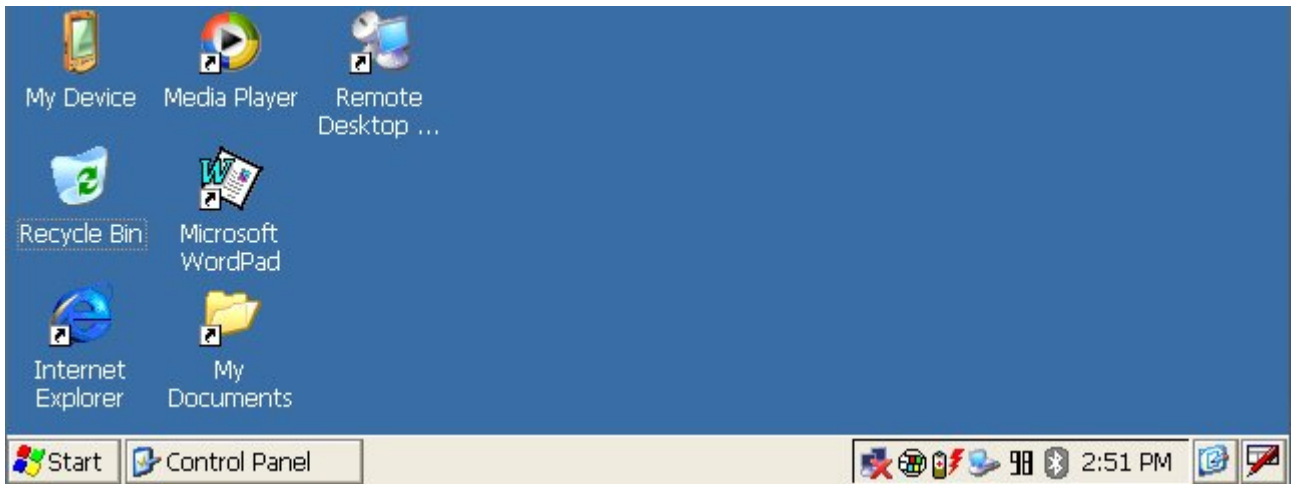 My Device
Media Player
Remote
Desktop ...
Recycle Bin
Microsoft
WordPad
Internet
Explorer
My
Documents
Start
Control Panel
98
2:51 PM